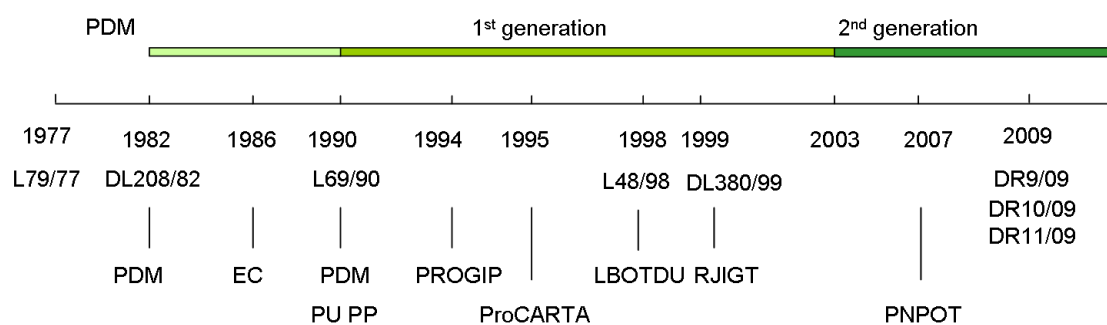 PDM 1st generation 2nd generation
1977 1982 1986 1990 1994 1995 1998 1999 2003 2007 2009
L79/77 DL208/82 L69/90 L48/98 DL380/99 DR9/09
DR10/09
DR11/09
PDM EC PDM PROGIP LBOTDU RJIGT
PU PP ProCARTA PNPOT